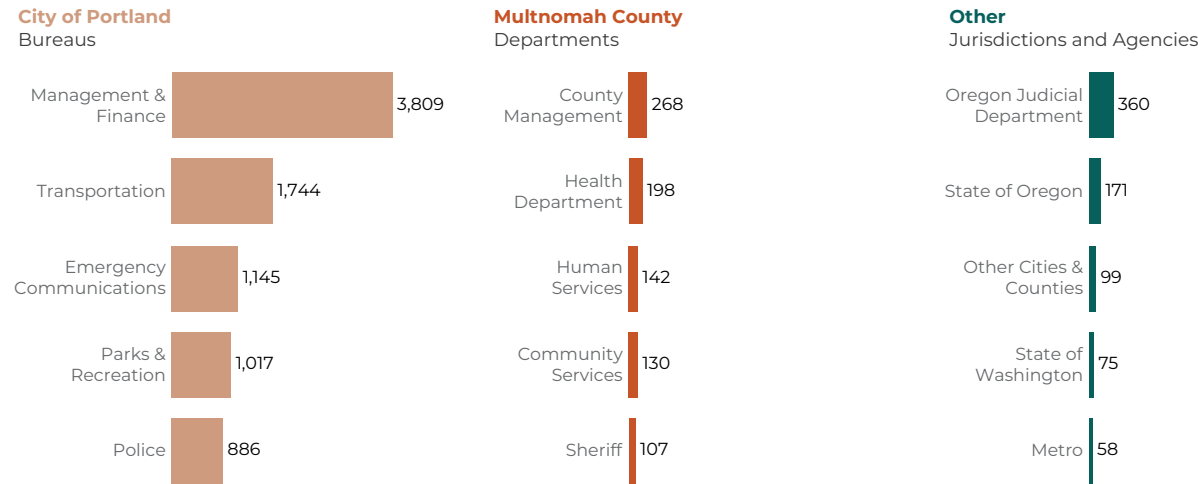 City of Portland
Bureaus
Management &
Finance
3,809
Transportation
1,744
Emergency
Communications
1,145
Parks &
Recreation
1,017
Police
886
Multnomah County
Departments
County
Management
268
Health
Department
198
Human
Services
142
Community
Services
130
Sheriff
107
Other
Jurisdictions and Agencies
Oregon Judicial
Department
360
State of Oregon
171
Other Cities &
Counties
99
State of
Washington
75
Metro
58